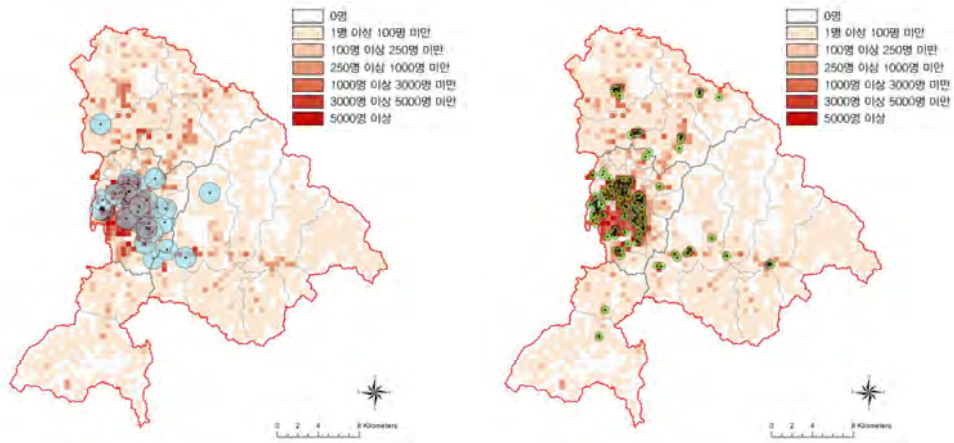 0명
1명 이상 100명 미만
100명 이상 250명 미만
250명 이상 1000명 미만
1000명 이상 3000명 미만
3000명 이상 5000명 미만
5000명 이상
0 2 4 8 Kilometers
0명
1명 이상 100명 미만
100명 이상 250명 미만
250명 이상 1000명 미만
1000명 이상 3000명 미만
3000명 이상 5000명 미만
5000명 이상
0 2 4 8 Kilometers